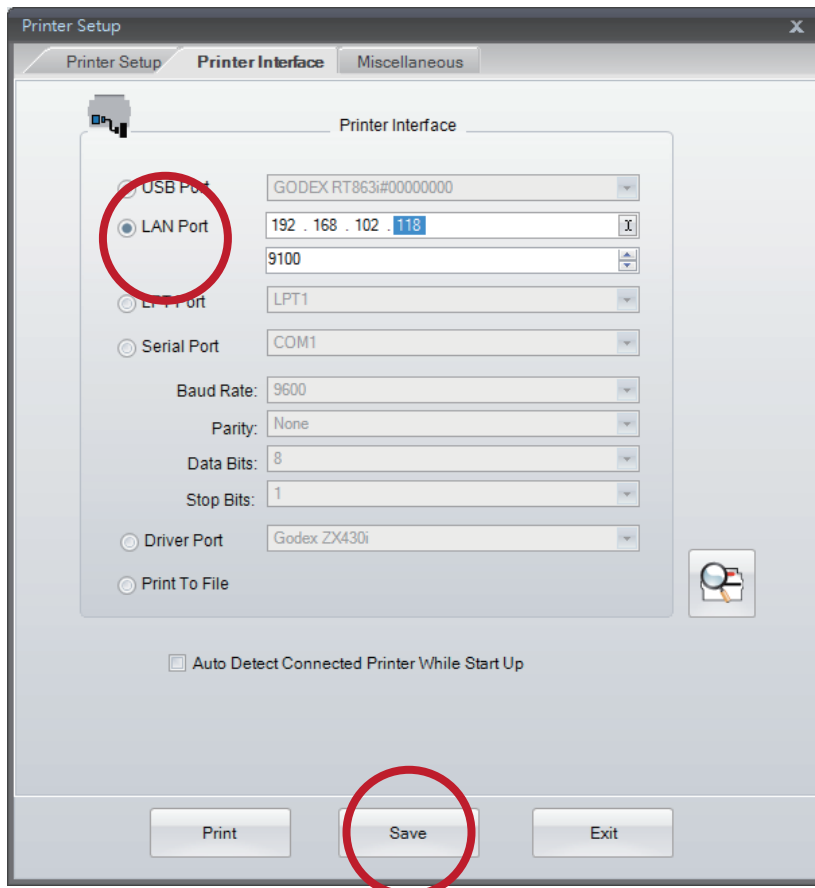 Printer Setup X
Printer Setup Printer Interface Miscellaneous
Printer Interface
USB Port GODEX RT863i#00000000
LAN Port 192 . 168 . 102 . 118
9100
LPT Port LPT1
Serial Port COM1
Baud Rate: 9600
Parity: None
Data Bits: 8
Stop Bits: 1
Driver Port Godex ZX430i
Print To File
Auto Detect Connected Printer While Start Up
Print Save Exit